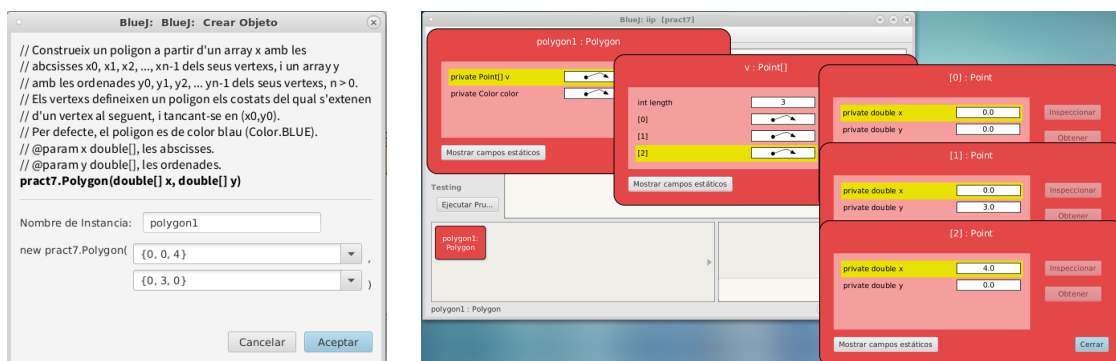 BlueJ: BlueJ: Crear Objeto
// Construeix un poligon a partir d'un array x amb les
// abcsisses x0, x1, x2, ..., xn-1 dels seus vertexs, i un array y
// amb les ordenades y0, y1, y2, ... yn-1 dels seus vertexs, n > 0.
// Els vertexs defineixen un poligon els costats del qual s'extenen
// d'un vertex al seguent, i tancant-se en (x0,y0).
// Per defecte, el poligon es de color blau (Color.BLUE).
// @param x double[], les abscisses.
// @param y double[], les ordenades.
pract7.Polygon(double[] x, double[] y)
Nombre de Instancia: polygon1
new pract7.Polygon( {0, 0, 4} ,
{0, 3, 0} )
Cancelar Aceptar
BlueJ: iip [pract7]
polygon1 : Polygon
private Point[] v
private Color color
Mostrar campos estáticos
v : Point[]
int length 3
[0]
[1]
[2]
Mostrar campos estáticos
[0] : Point
private double x 0.0 Inspeccionar
private double y 0.0
Obtener
[1] : Point
private double x 0.0 Inspeccionar
private double y 3.0
Obtener
[2] : Point
private double x 4.0 Inspeccionar
private double y 0.0
Obtener
Mostrar campos estáticos Cerrar
Testing
Ejecutar Pru...
polygon1:
Polygon
polygon1 : Polygon